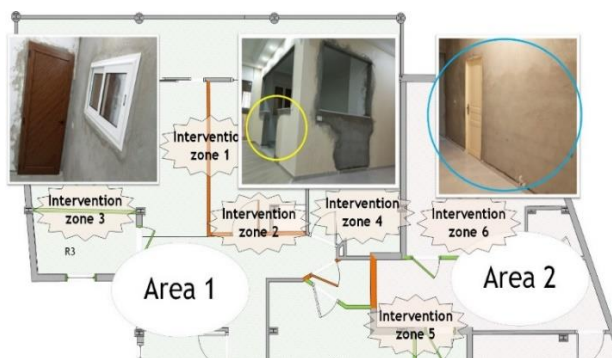 Interventic
zone 1
Intervention
zone 3
Intervention
zone 2
Intervention
zone 4
Intervention
zone 6
R3
Area 1
Area 2
Intervention
zone 5